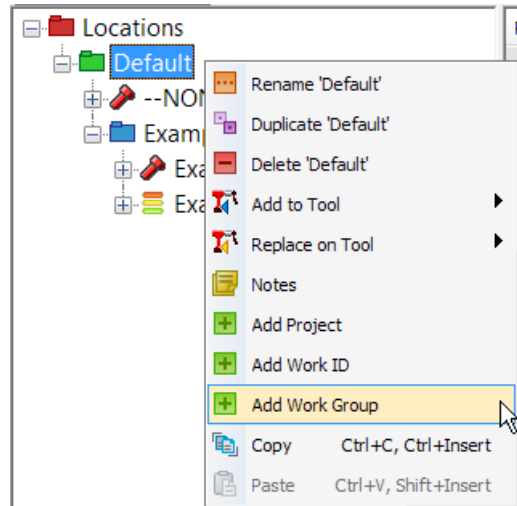 Locations
Default
--NON
Exam
Exa
Exa
Rename 'Default'
Duplicate 'Default'
Delete 'Default'
Add to Tool
Replace on Tool
Notes
Add Project
Add Work ID
Add Work Group
Copy Ctrl+C, Ctrl+Insert
Paste Ctrl+V, Shift+Insert